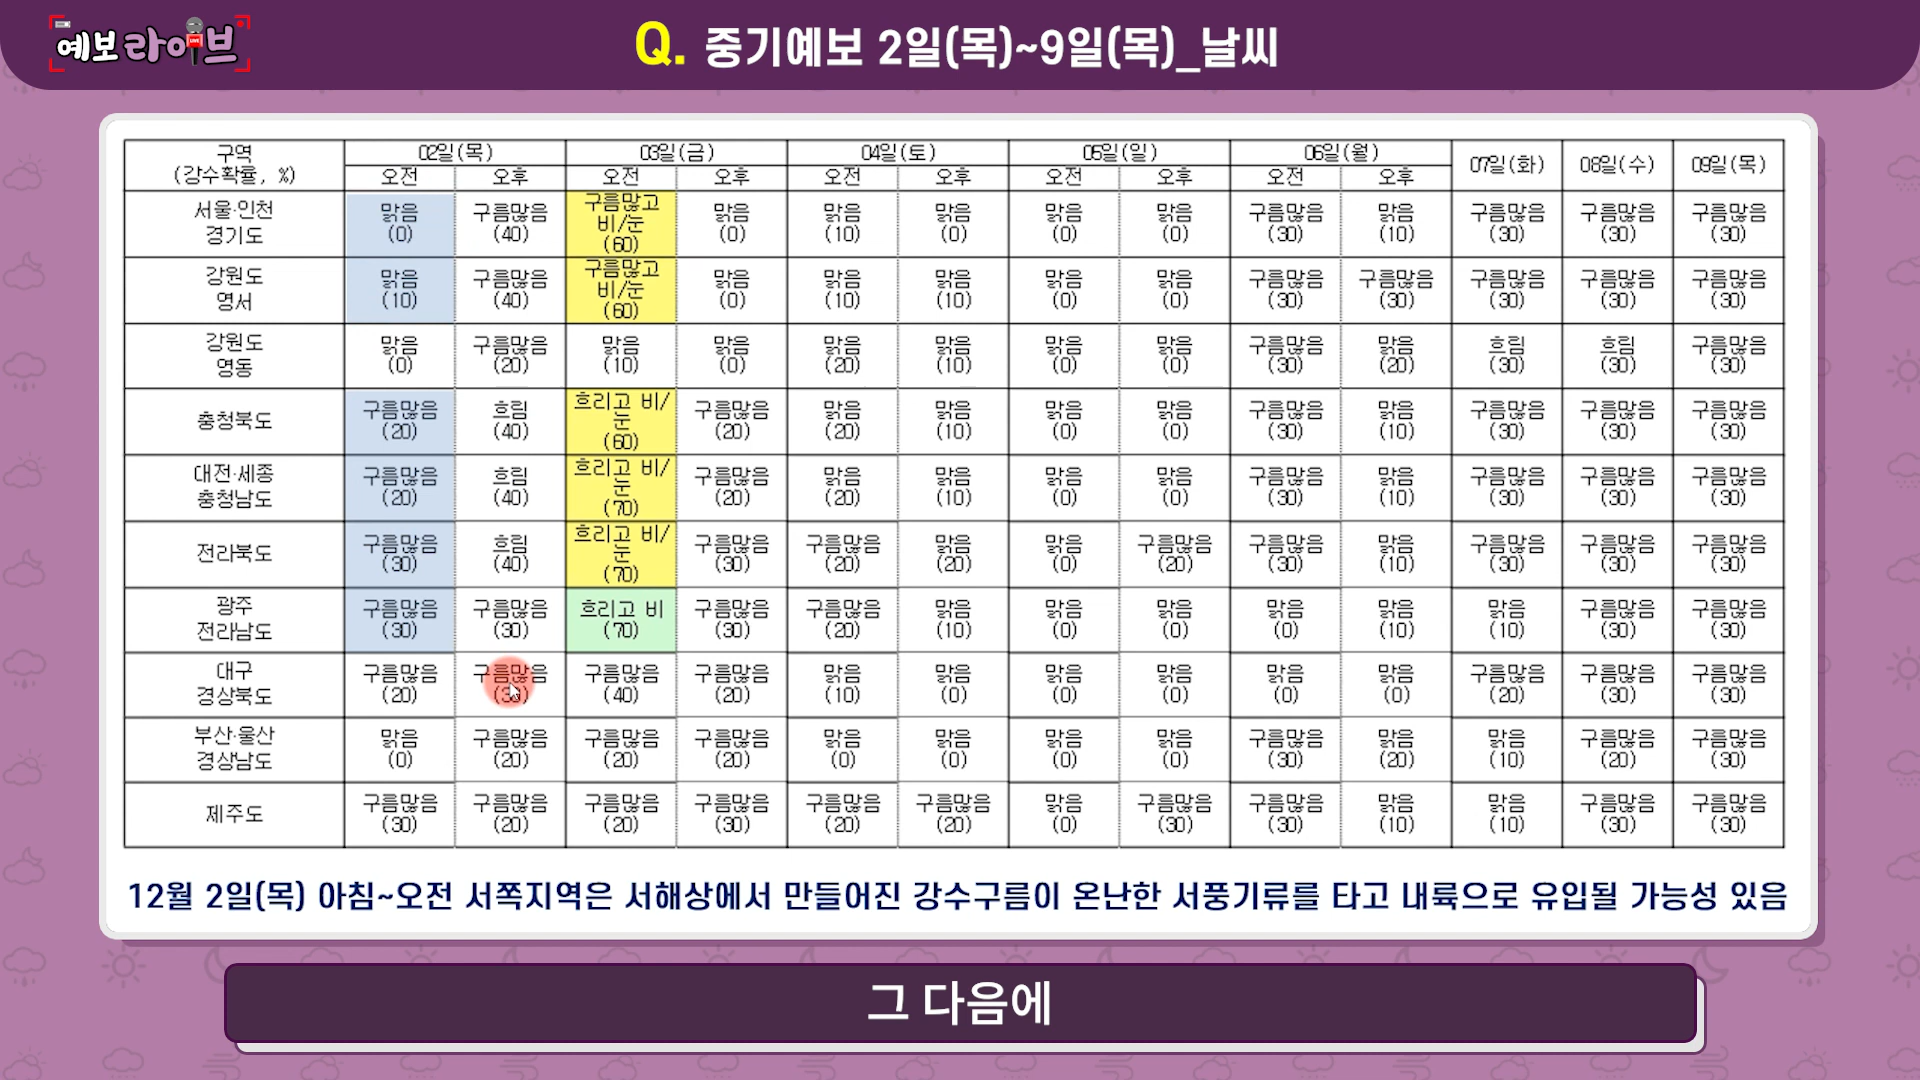 예보 라이브
Q. 중기예보 2일(목)~9일(목)_날씨
구역 (강수확률, %) 02일(목) 03일(금) 04일(토) 05일(일) 06일(월) 07일(화) 08일(수) 09일(목)
오전 오후 오전 오후 오전 오후 오전 오후 오전 오후
서울·인천 경기도 맑음 (0) 구름많음 (40) 구름많고 비/눈 (60) 맑음 (0) 맑음 (10) 맑음 (0) 맑음 (0) 맑음 (0) 구름많음 (30) 맑음 (10) 구름많음 (30) 구름많음 (30) 구름많음 (30)
강원도 영서 맑음 (10) 구름많음 (40) 구름많고 비/눈 (60) 맑음 (0) 맑음 (10) 맑음 (10) 맑음 (0) 맑음 (0) 구름많음 (30) 구름많음 (30) 구름많음 (30) 구름많음 (30) 구름많음 (30)
강원도 영동 맑음 (0) 구름많음 (20) 맑음 (10) 맑음 (0) 맑음 (20) 맑음 (10) 맑음 (0) 맑음 (0) 구름많음 (30) 맑음 (20) 흐림 (30) 흐림 (30) 구름많음 (30)
충청북도 구름많음 (20) 흐림 (40) 흐리고 비/눈 (60) 구름많음 (20) 맑음 (20) 맑음 (10) 맑음 (0) 맑음 (0) 구름많음 (30) 맑음 (10) 구름많음 (30) 구름많음 (30) 구름많음 (30)
대전·세종 충청남도 구름많음 (20) 흐림 (40) 흐리고 비/눈 (70) 구름많음 (20) 맑음 (20) 맑음 (10) 맑음 (0) 맑음 (0) 구름많음 (30) 맑음 (10) 구름많음 (30) 구름많음 (30) 구름많음 (30)
전라북도 구름많음 (30) 흐림 (40) 흐리고 비/눈 (70) 구름많음 (30) 구름많음 (20) 맑음 (20) 맑음 (0) 구름많음 (20) 구름많음 (30) 맑음 (10) 구름많음 (30) 구름많음 (30) 구름많음 (30)
광주 전라남도 구름많음 (30) 구름많음 (30) 흐리고 비 (70) 구름많음 (30) 구름많음 (20) 맑음 (10) 맑음 (0) 맑음 (0) 맑음 (0) 맑음 (10) 맑음 (10) 구름많음 (30) 구름많음 (30)
대구 경상북도 구름많음 (20) 구름많음 구름많음 (40) 구름많음 (20) 맑음 (10) 맑음 (0) 맑음 (0) 맑음 (0) 맑음 (0) 맑음 (0) 구름많음 (20) 구름많음 (30) 구름많음 (30)
부산·울산 경상남도 맑음 (0) 구름많음 (20) 구름많음 (20) 구름많음 (20) 맑음 (0) 맑음 (0) 맑음 (0) 맑음 (0) 구름많음 (30) 맑음 (20) 맑음 (10) 구름많음 (20) 구름많음 (30)
제주도 구름많음 (30) 구름많음 (20) 구름많음 (20) 구름많음 (30) 구름많음 (20) 구름많음 (20) 맑음 (0) 구름많음 (30) 구름많음 (30) 맑음 (10) 맑음 (10) 구름많음 (30) 구름많음 (30)
12월 2일(목) 아침~오전 서쪽지역은 서해상에서 만들어진 강수구름이 온난한 서풍기류를 타고 내륙으로 유입될 가능성 있음
그 다음에